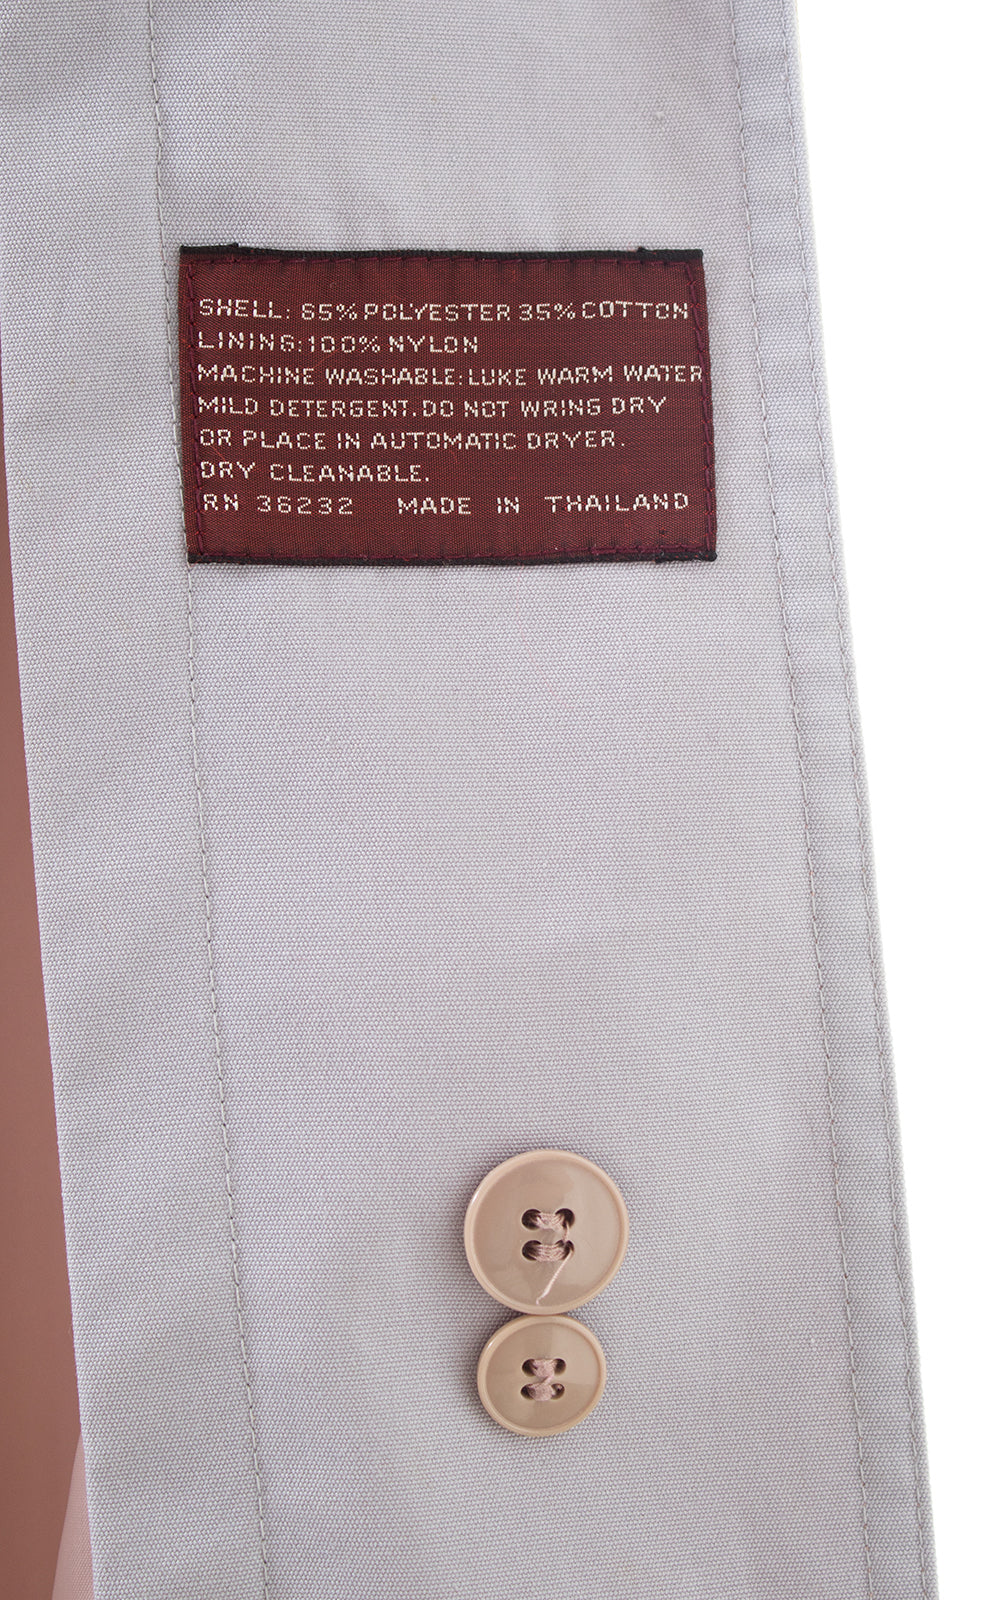 SHELL: 65% POLYESTER 35% COTTON
LINING: 100% NYLON
MACHINE WASHABLE: LUKE WARM WATER
MILD DETERGENT. DO NOT WRING DRY
OR PLACE IN AUTOMATIC DRYER.
DRY CLEANABLE.
RN 36232 MADE IN THAILAND